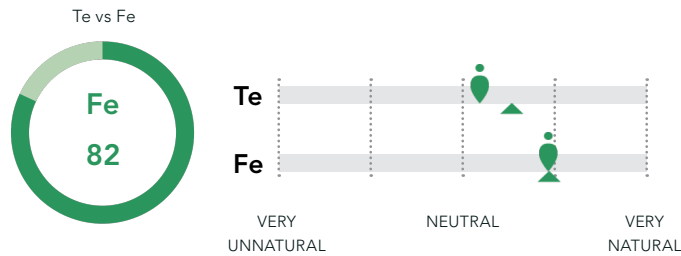 Te vs Fe
Fe
82
Te
Fe
VERY
UNNATURAL
NEUTRAL
VERY
NATURAL